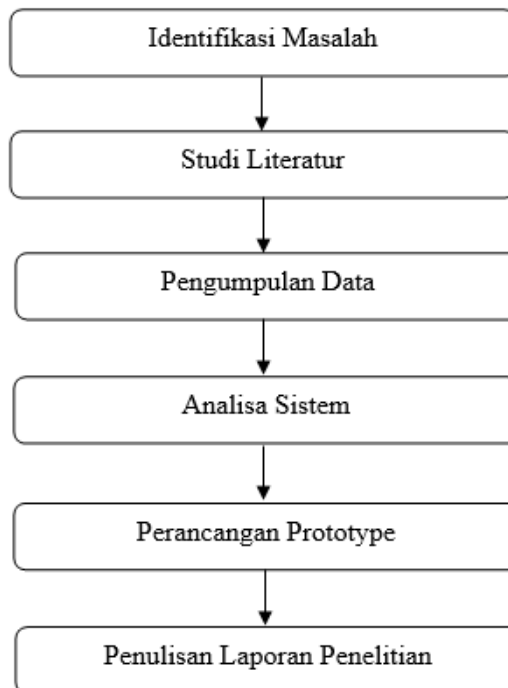 Identifikasi Masalah
Studi Literatur
Pengumpulan Data
Analisa Sistem
Perancangan Prototype
Penulisan Laporan Penelitian